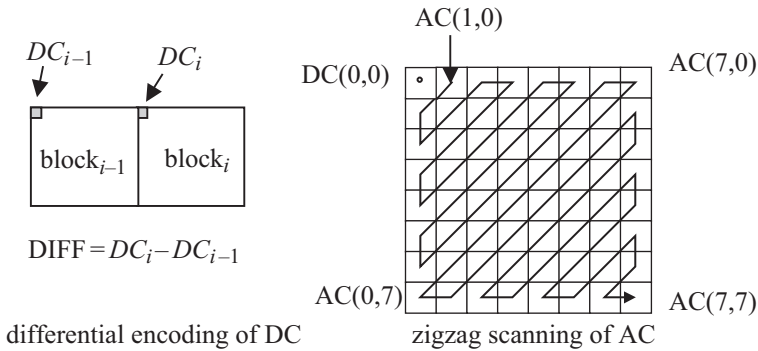 DC_{i−1}
DC_i
block_{i−1}
block_i
DIFF = DC_i − DC_{i−1}
differential encoding of DC
AC(1,0)
DC(0,0)
AC(7,0)
AC(0,7)
AC(7,7)
zigzag scanning of AC